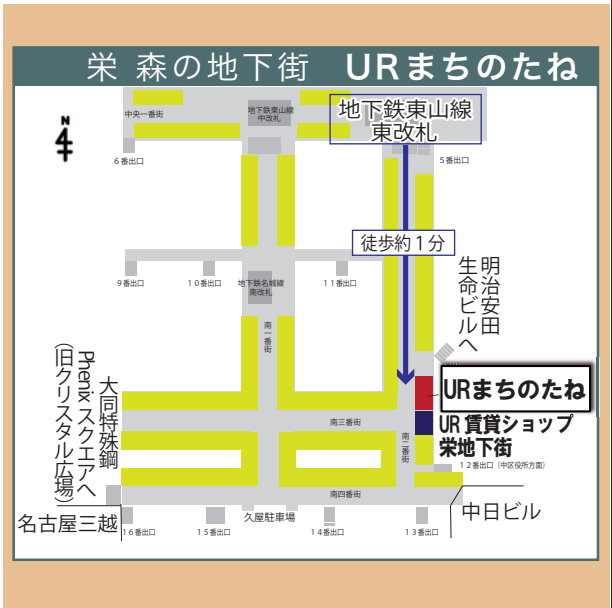 栄 森の地下街 URまちのたね
中央一番街
地下鉄東山線
中改札
地下鉄東山線
東改札
N
6番出口
5番出口
徒歩約1分
9番出口
10番出口
地下鉄名城線
南改札
11番出口
明治安田
生命ビルへ
南一番街
Phenixスクエアへ
(旧クリスタル広場)
大同特殊鋼
URまちのたね
UR賃貸ショップ
栄地下街
南三番街
南二番街
12番出口(中区役所方面)
南四番街
名古屋三越
16番出口
15番出口
久屋駐車場
14番出口
13番出口
中日ビル